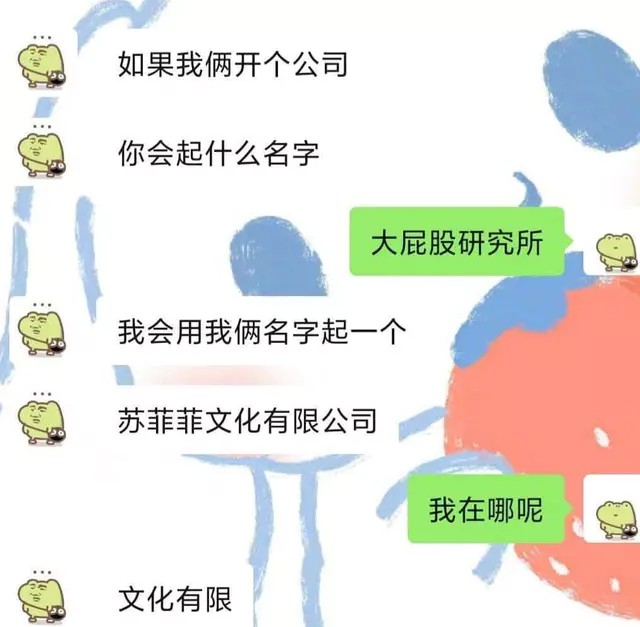 如果我俩开个公司
你会起什么名字
大屁股研究所
我会用我俩名字起一个
苏菲菲文化有限公司
我在哪呢
文化有限